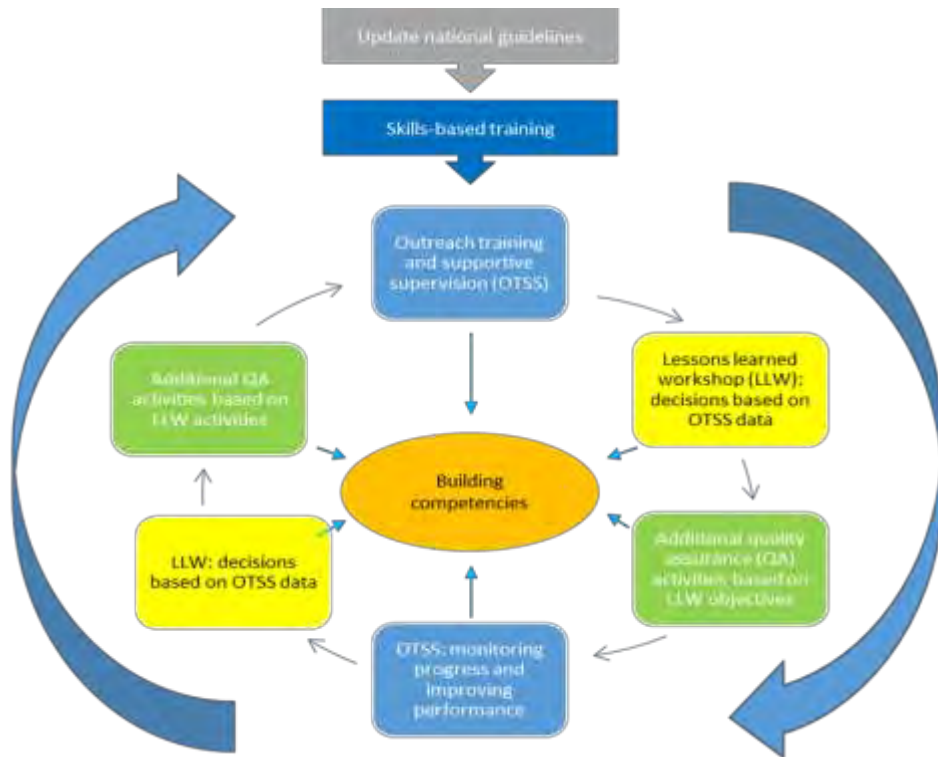 Update national guidelines
Skills-based training
Outreach training
and supportive
supervision (OTSS)
Lessons learned
workshop (LLW):
decisions based on
OTSS data
Additional quality
assurance (QA)
activities based on
LLW objectives
OTSS: monitoring
progress and
improving
performance
LLW: decisions
based on OTSS data
Additional QA
activities based on
LLW activities
Building
competencies